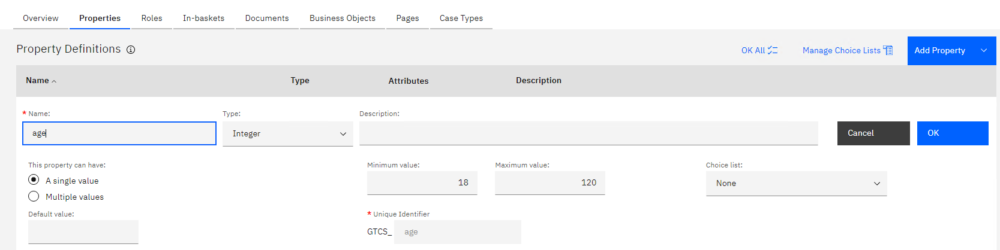 Overview Properties Roles In-baskets Documents Business Objects Pages Case Types
Property Definitions OK All Manage Choice Lists Add Property
Name Type Attributes Description
* Name: Type: Description:
age Integer Cancel OK
This property can have: Minimum value: Maximum value: Choice list:
A single value 18 120 None
Multiple values
Default value: * Unique Identifier
GTCS_ age